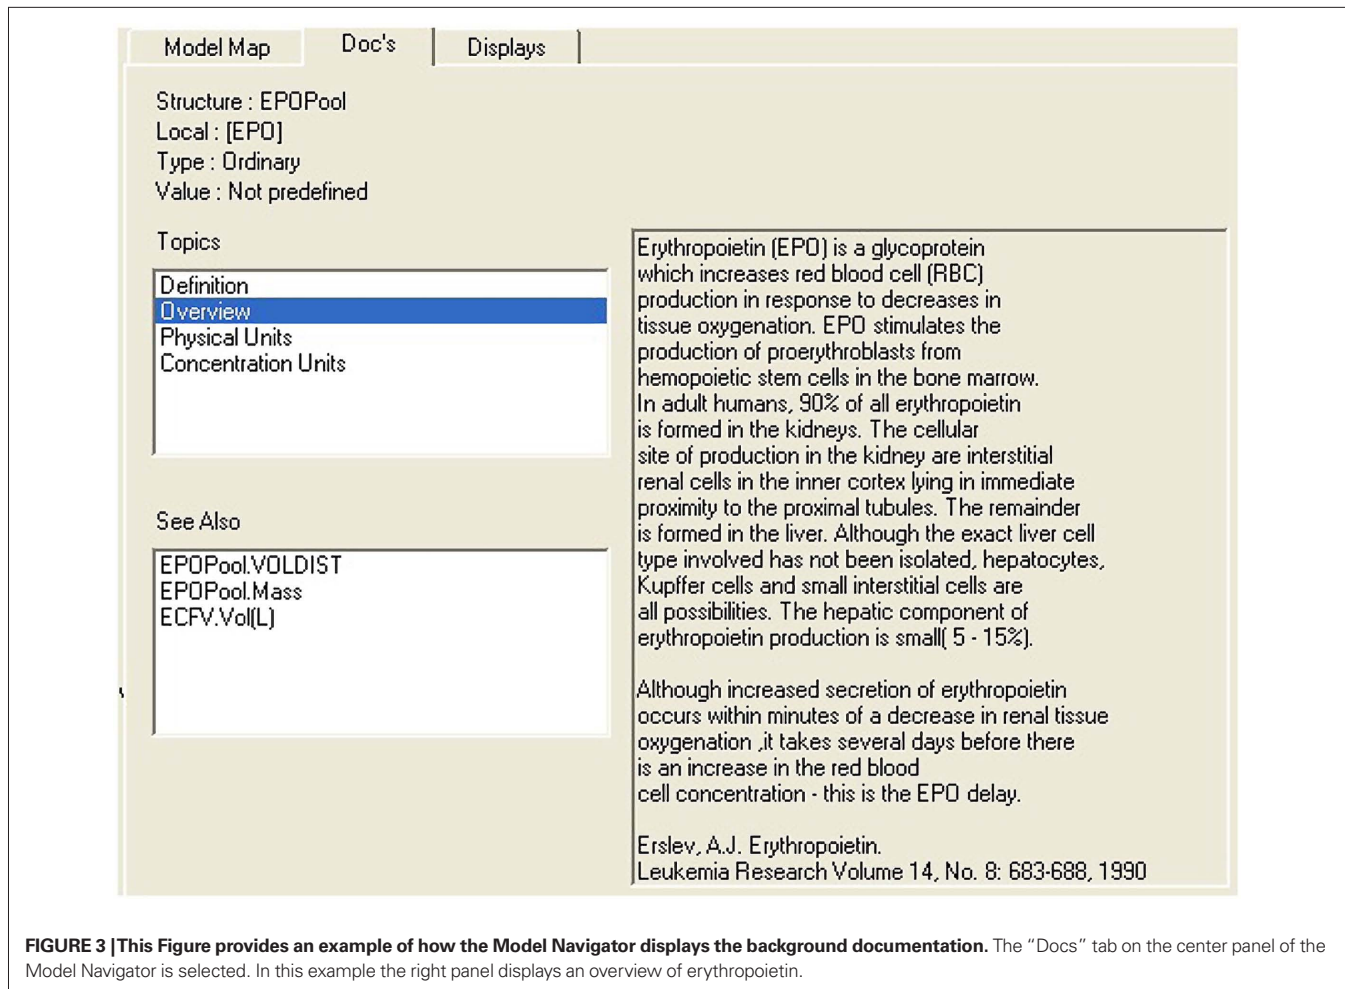 Model Map
Doc's
Displays
Structure : EPOPool
Local : [EPO]
Type : Ordinary
Value : Not predefined
Topics
Definition
Overview
Physical Units
Concentration Units
See Also
EPOPool.VOLDIST
EPOPool.Mass
ECFV.Vol(L)
Erythropoietin (EPO) is a glycoprotein
which increases red blood cell (RBC)
production in response to decreases in
tissue oxygenation. EPO stimulates the
production of proerythroblasts from
hemopoietic stem cells in the bone marrow.
In adult humans, 90% of all erythropoietin
is formed in the kidneys. The cellular
site of production in the kidney are interstitial
renal cells in the inner cortex lying in immediate
proximity to the proximal tubules. The remainder
is formed in the liver. Although the exact liver cell
type involved has not been isolated, hepatocytes,
Kupffer cells and small interstitial cells are
all possibilities. The hepatic component of
erythropoietin production is small( 5 - 15%).
Although increased secretion of erythropoietin
occurs within minutes of a decrease in renal tissue
oxygenation ,it takes several days before there
is an increase in the red blood
cell concentration - this is the EPO delay.
Erslev, A.J. Erythropoietin.
Leukemia Research Volume 14, No. 8: 683-688, 1990
FIGURE 3 | This Figure provides an example of how the Model Navigator displays the background documentation. The “Docs” tab on the center panel of the
Model Navigator is selected. In this example the right panel displays an overview of erythropoietin.